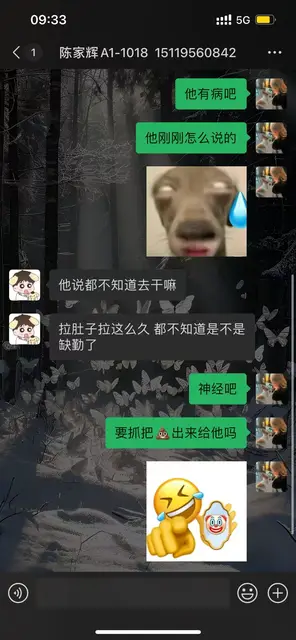 09:33
5G
1
陈家辉 A1-1018 15119560842
他有病吧
他刚刚怎么说的
他说都不知道去干嘛
拉肚子拉这么久 都不知道是不是
缺勤了
神经吧
要抓把💩出来给他吗